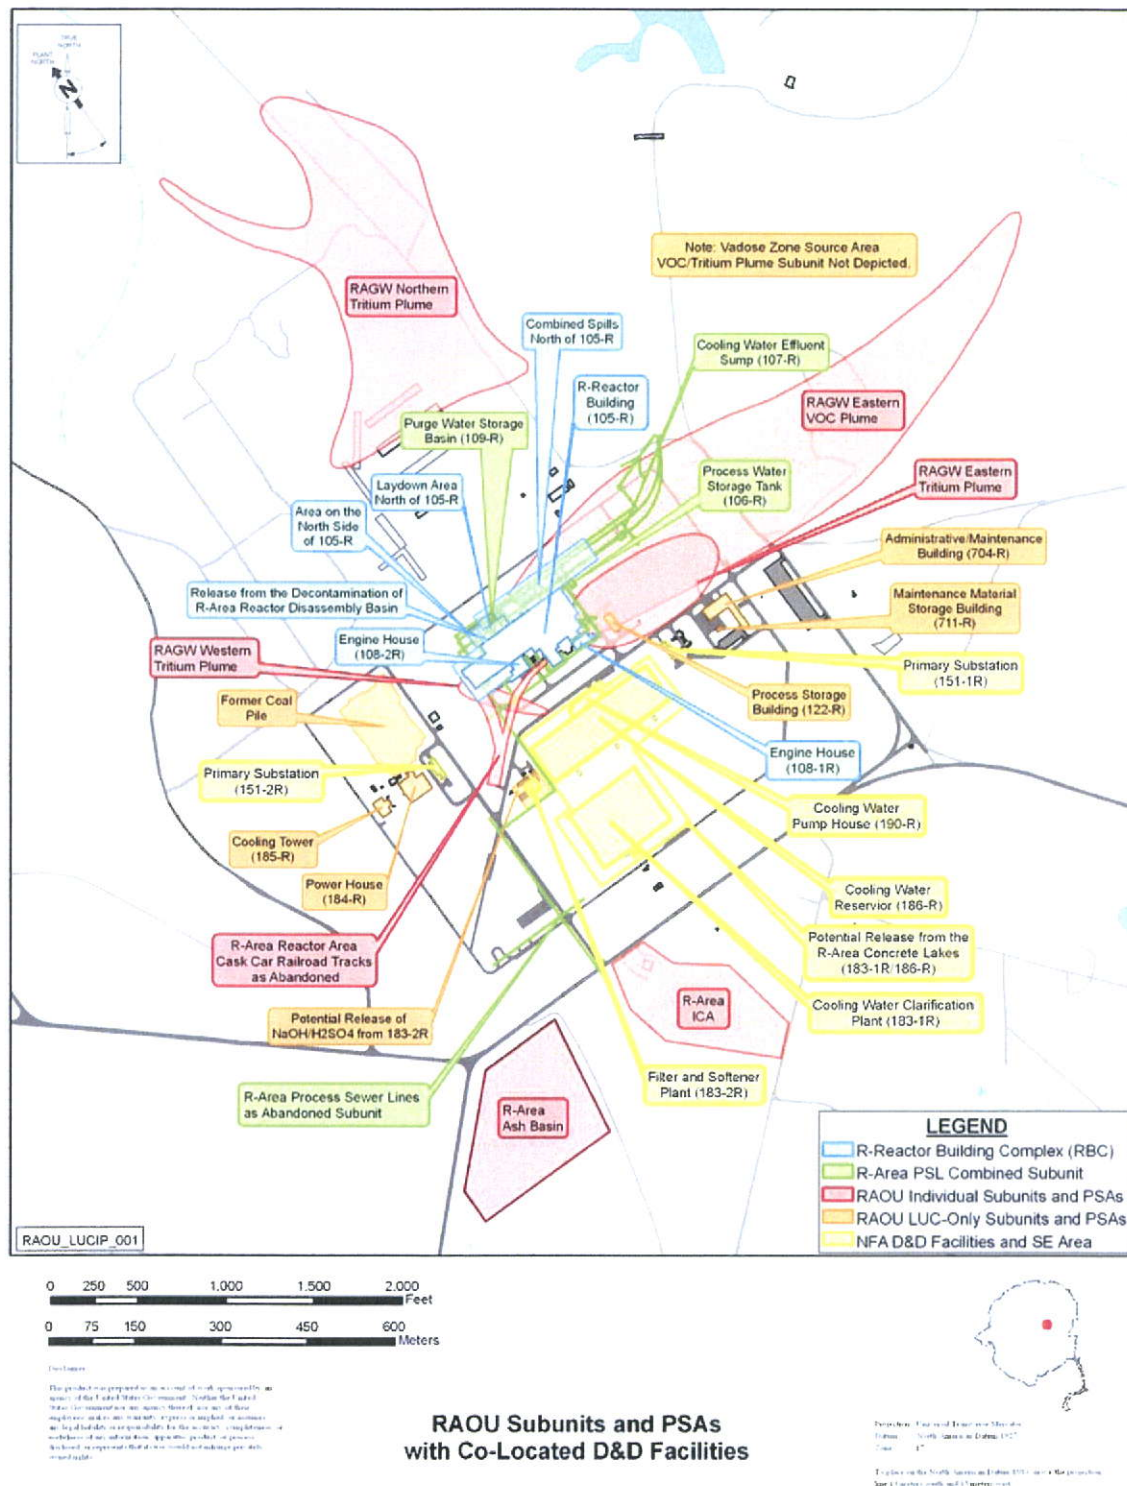 TRUE
NORTH
PLANT
NORTH
N
Note: Vadose Zone Source Area
VOC/Tritium Plume Subunit Not Depicted.
RAGW Northern
Tritium Plume
Combined Spills
North of 105-R
Cooling Water Effluent
Sump (107-R)
R-Reactor
Building
(105-R)
RAGW Eastern
VOC Plume
Purge Water Storage
Basin (109-R)
Laydown Area
North of 105-R
Process Water
Storage Tank
(106-R)
RAGW Eastern
Tritium Plume
Area on the
North Side
of 105-R
Administrative/Maintenance
Building (704-R)
Release from the Decontamination of
R-Area Reactor Disassembly Basin
Maintenance Material
Storage Building
(711-R)
Engine House
(108-2R)
RAGW Western
Tritium Plume
Primary Substation
(151-1R)
Former Coal
Pile
Process Storage
Building (122-R)
Engine House
(108-1R)
Primary Substation
(151-2R)
Cooling Water
Pump House (190-R)
Cooling Tower
(185-R)
Power House
(184-R)
Cooling Water
Reservior (186-R)
R-Area Reactor Area
Cask Car Railroad Tracks
as Abandoned
Potential Release from the
R-Area Concrete Lakes
(183-1R/186-R)
R-Area
ICA
Potential Release of
NaOH/H2SO4 from 183-2R
Cooling Water Clarification
Plant (183-1R)
R-Area Process Sewer Lines
as Abandoned Subunit
Filter and Softener
Plant (183-2R)
R-Area
Ash Basin
LEGEND
R-Reactor Building Complex (RBC)
R-Area PSL Combined Subunit
RAOU Individual Subunits and PSAs
RAOU LUC-Only Subunits and PSAs
NFA D&D Facilities and SE Area
RAOU_LUCIP_001
0 250 500 1,000 1,500 2,000
Feet
0 75 150 300 450 600
Meters
RAOU Subunits and PSAs
with Co-Located D&D Facilities